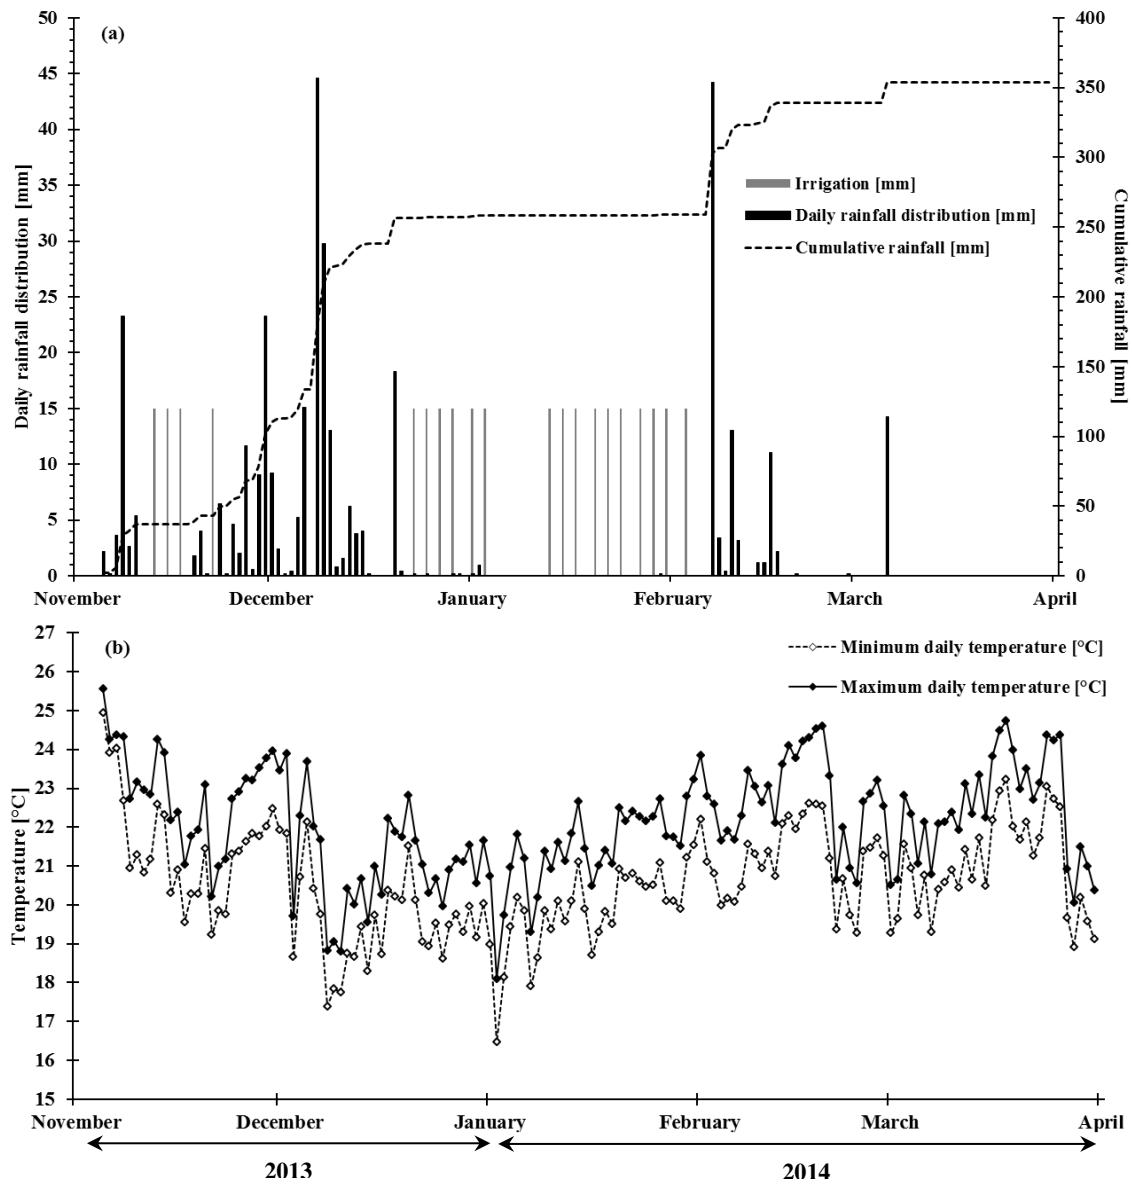 (a)
50
45
40
35
30
25
20
15
10
5
0
Daily rainfall distribution [mm]
400
350
300
250
200
150
100
50
0
Cumulative rainfall [mm]
Irrigation [mm]
Daily rainfall distribution [mm]
Cumulative rainfall [mm]
November December January February March April
(b)
27
26
25
24
23
22
21
20
19
18
17
16
15
Temperature [°C]
Minimum daily temperature [°C]
Maximum daily temperature [°C]
November December January February March April
2013 2014